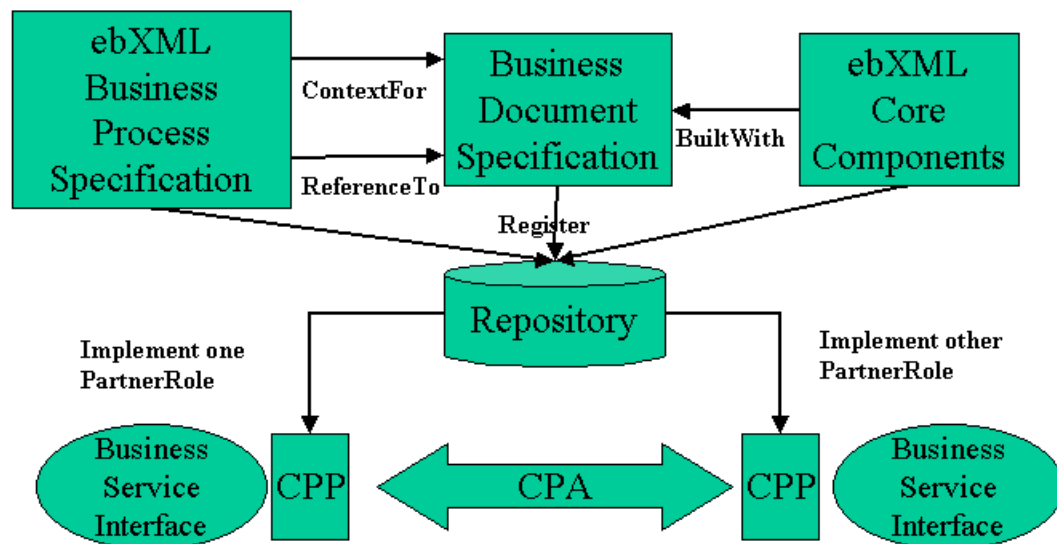 ebXML
Business
Process
Specification
ContextFor
ReferenceTo
Business
Document
Specification
BuiltWith
ebXML
Core
Components
Register
Repository
Implement one
PartnerRole
Implement other
PartnerRole
Business
Service
Interface
CPP
CPA
CPP
Business
Service
Interface